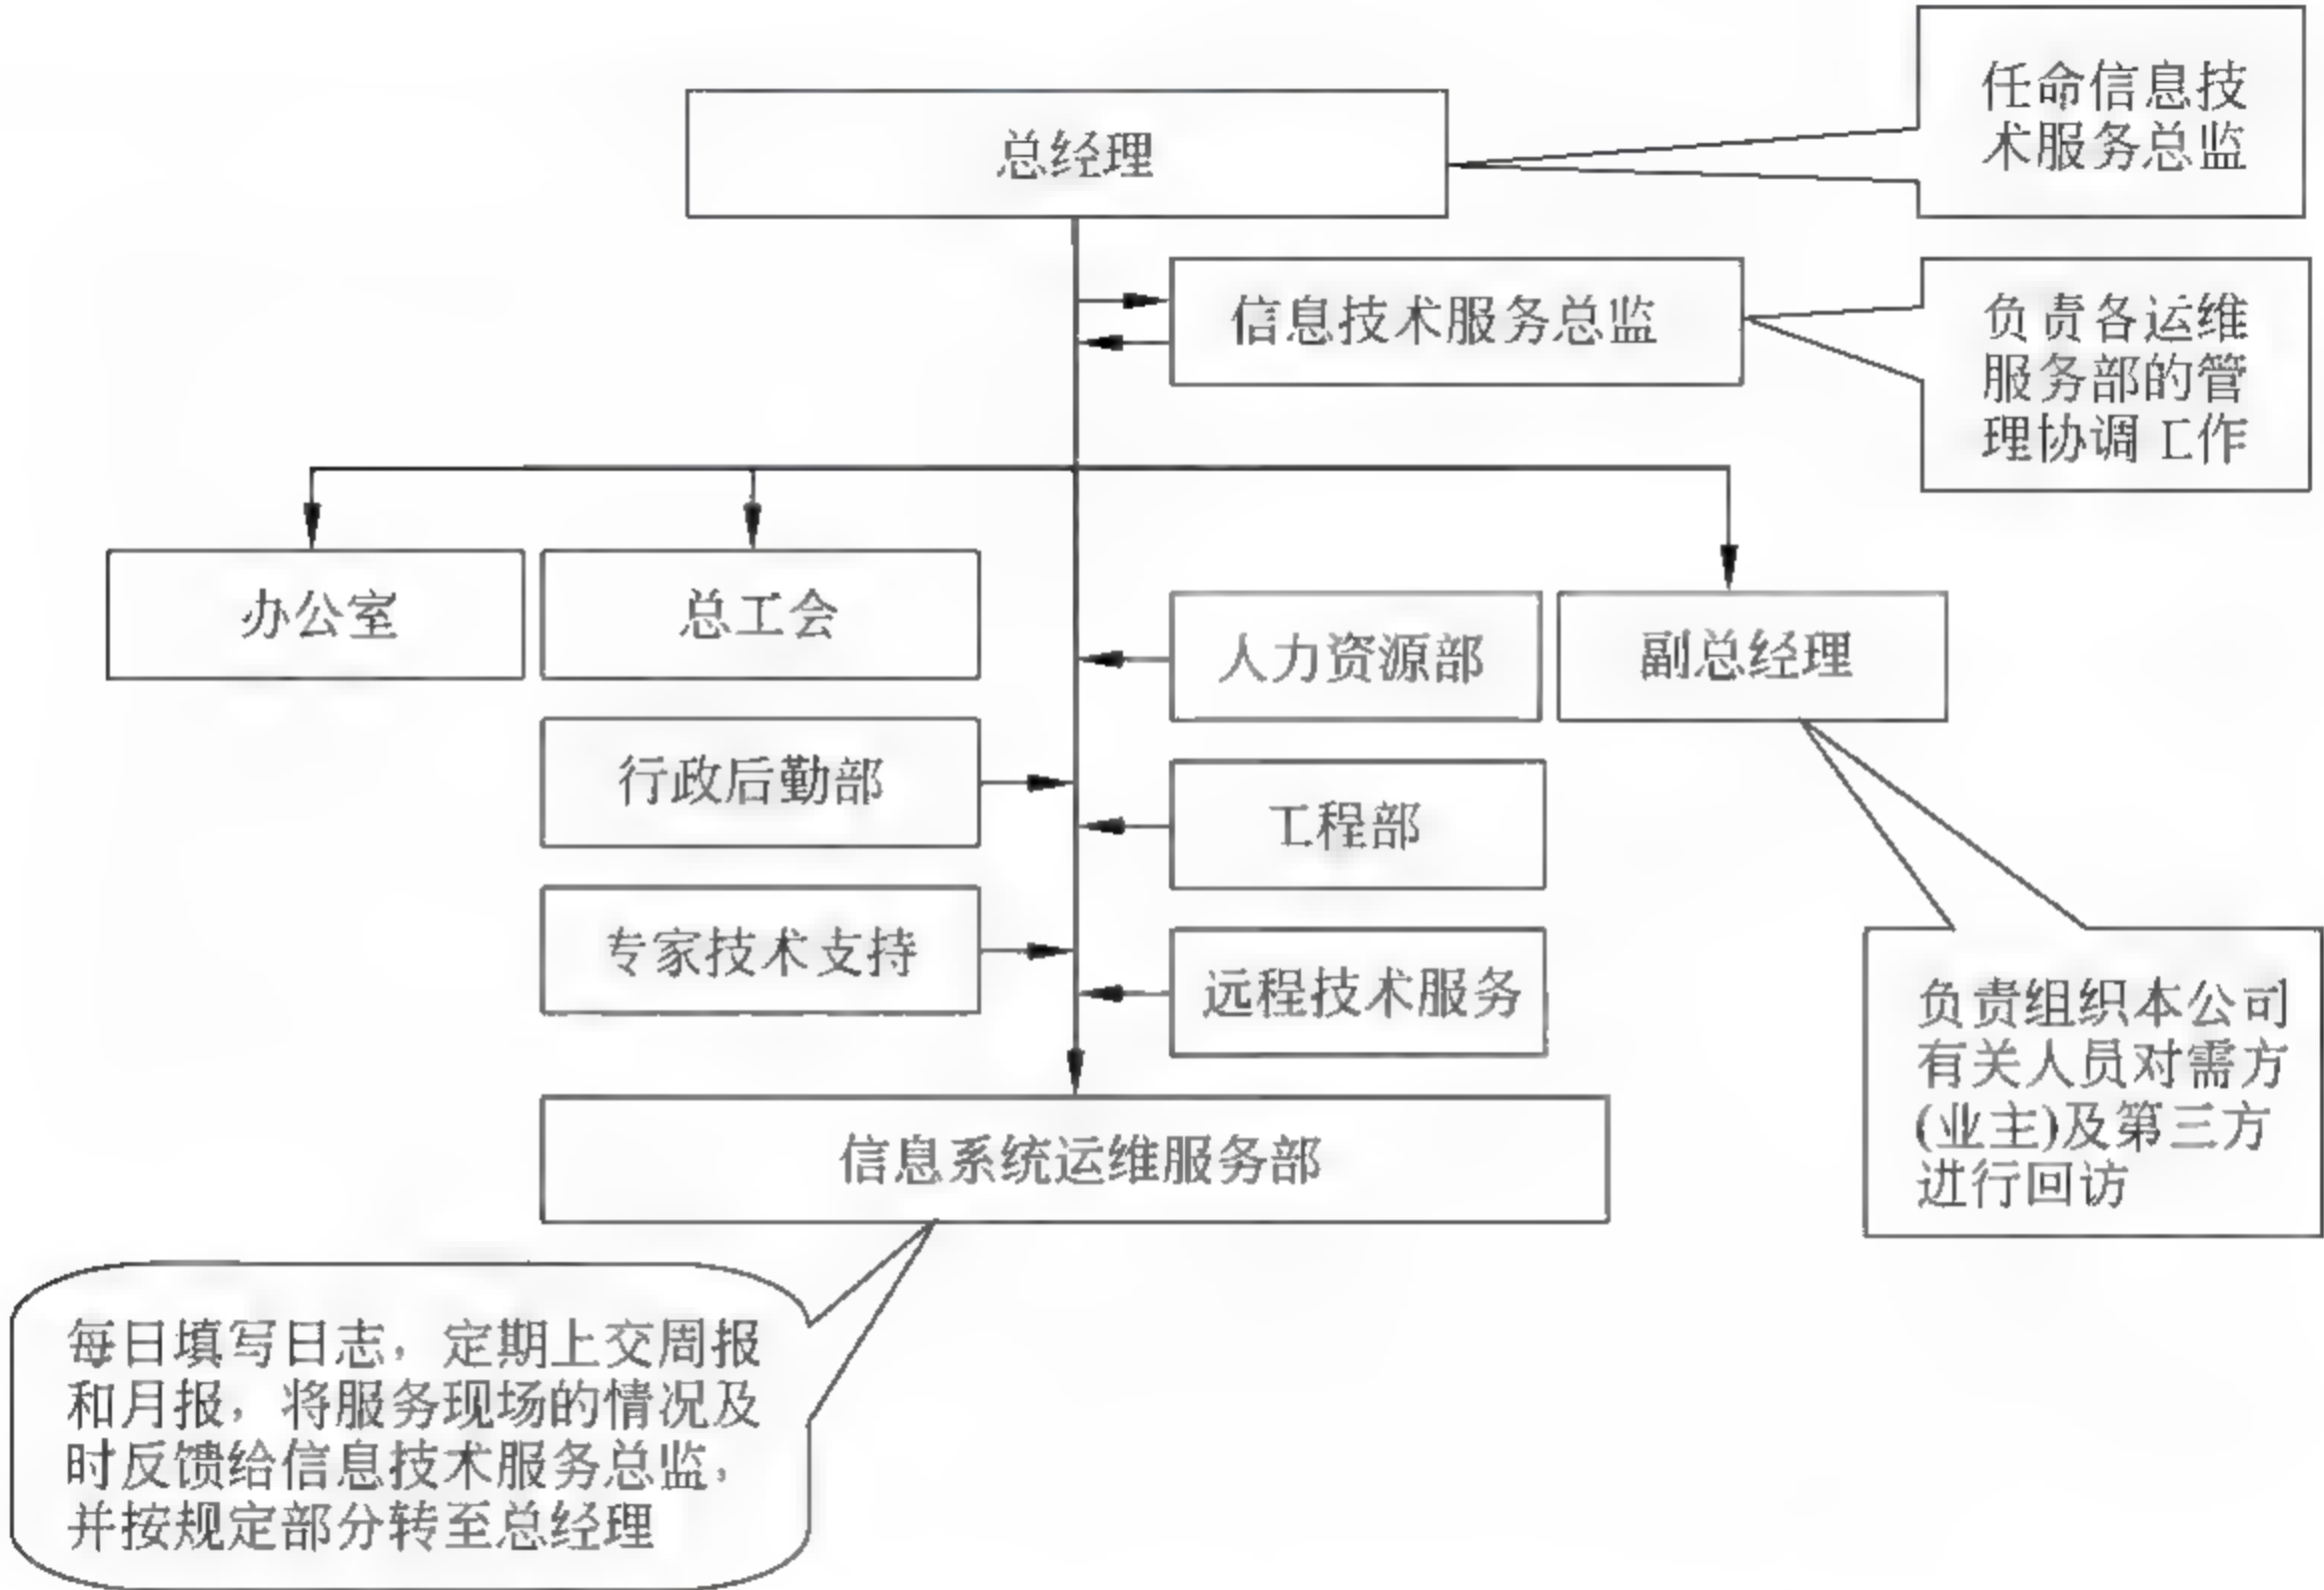 总经理
任命信息技
术服务总监
信息技术服务总监
负责各运维
服务部的管
理协调工作
办公室
总工会
人力资源部
副总经理
行政后勤部
工程部
专家技术支持
远程技术服务
负责组织本公司
有关人员对需方
(业主)及第三方
进行回访
信息系统运维服务部
每日填写日志，定期上交周报
和月报，将服务现场的情况及
时反馈给信息技术服务总监，
并按规定部分转至总经理